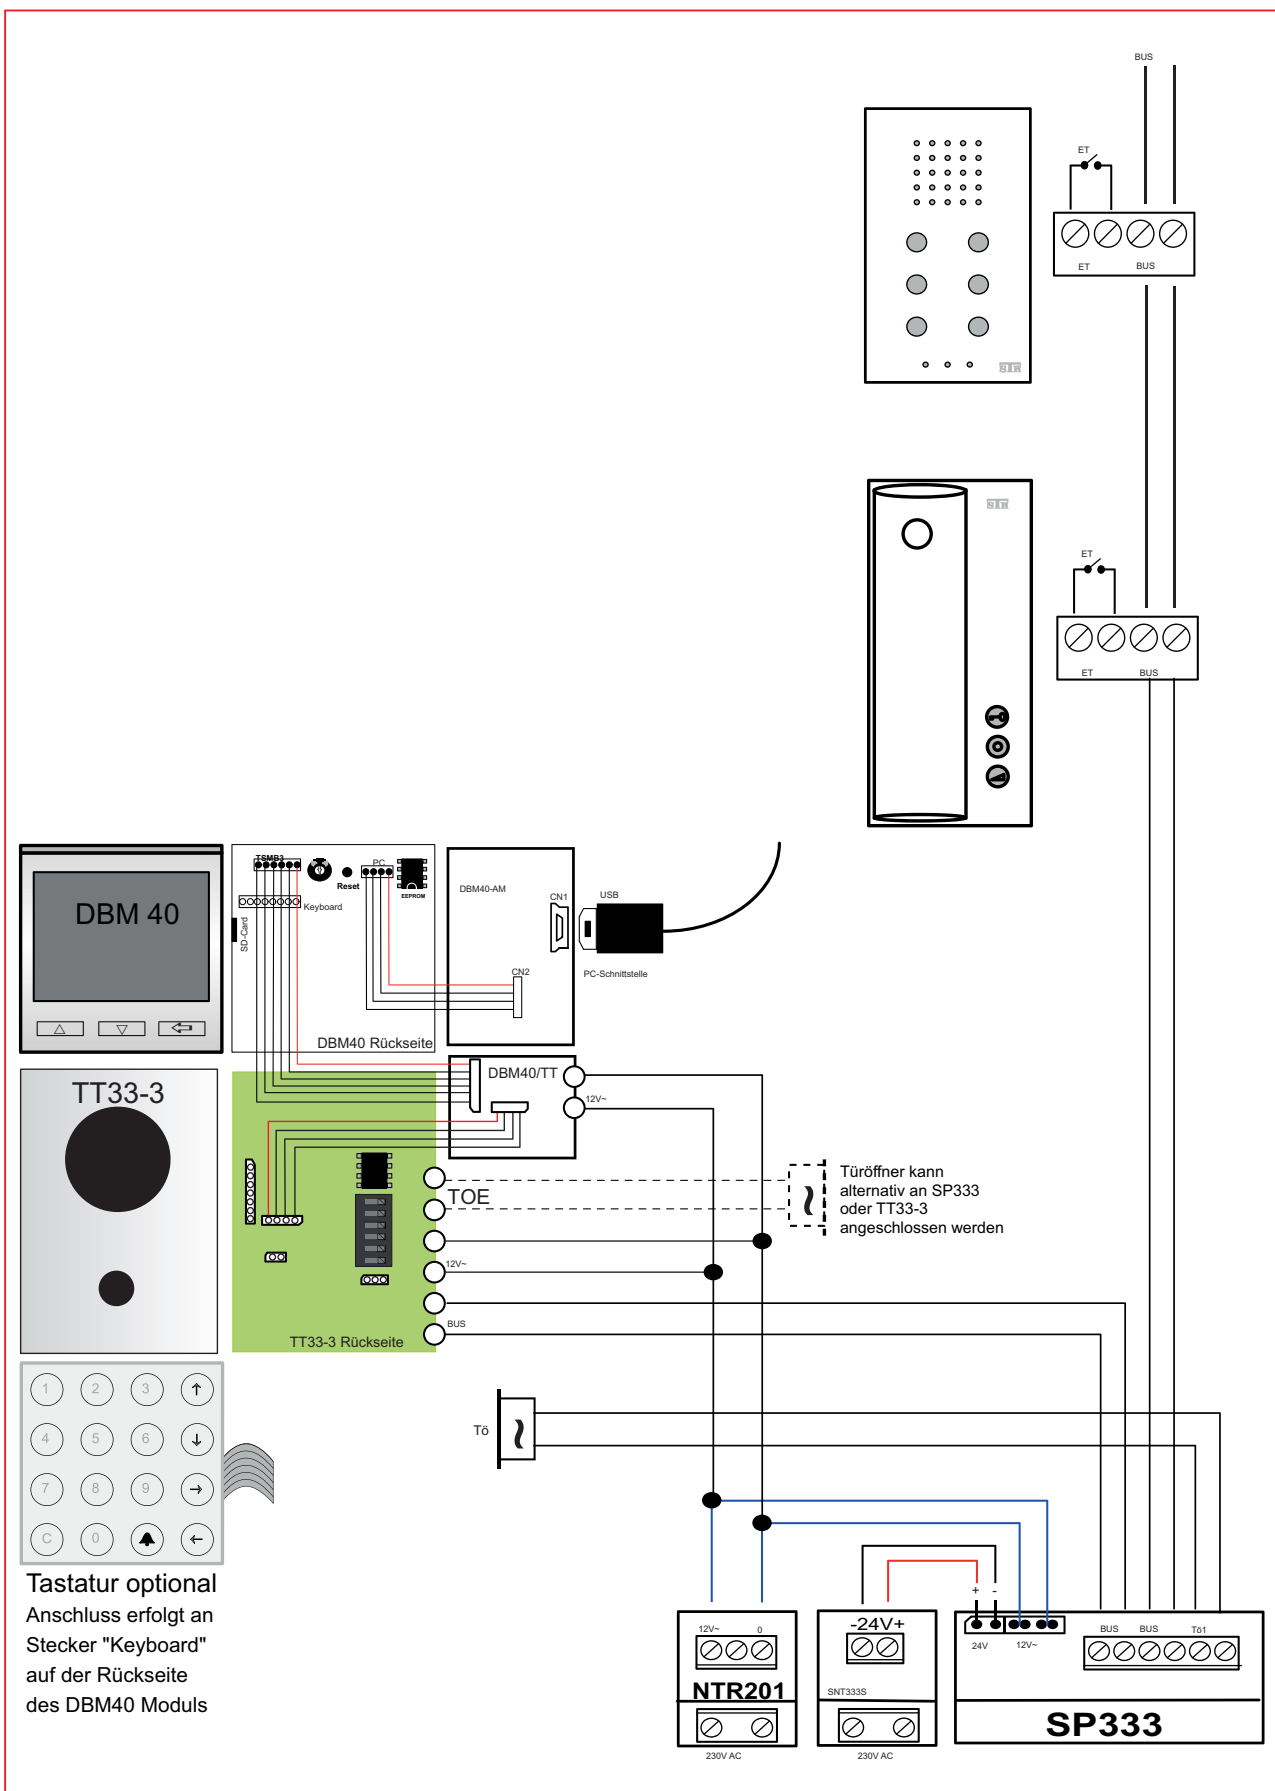 BUS
ET
ET
BUS
STR
STR
ET
ET
BUS
DBM 40
TSMB3
PC
Reset
EEPROM
Keyboard
SD-Card
DBM40 Rückseite
DBM40-AM
CN1
USB
CN2
PC-Schnittstelle
DBM40/TT
12V~
TT33-3
TOE
Türöffner kann
alternativ an SP333
oder TT33-3
angeschlossen werden
12V~
BUS
TT33-3 Rückseite
1
2
3
4
5
6
7
8
9
C
0
Tö
Tastatur optional
Anschluss erfolgt an
Stecker "Keyboard"
auf der Rückseite
des DBM40 Moduls
12V~
0
NTR201
230V AC
-24V+
SNT333S
230V AC
+
-
24V
12V~
BUS
BUS
Tö1
SP333